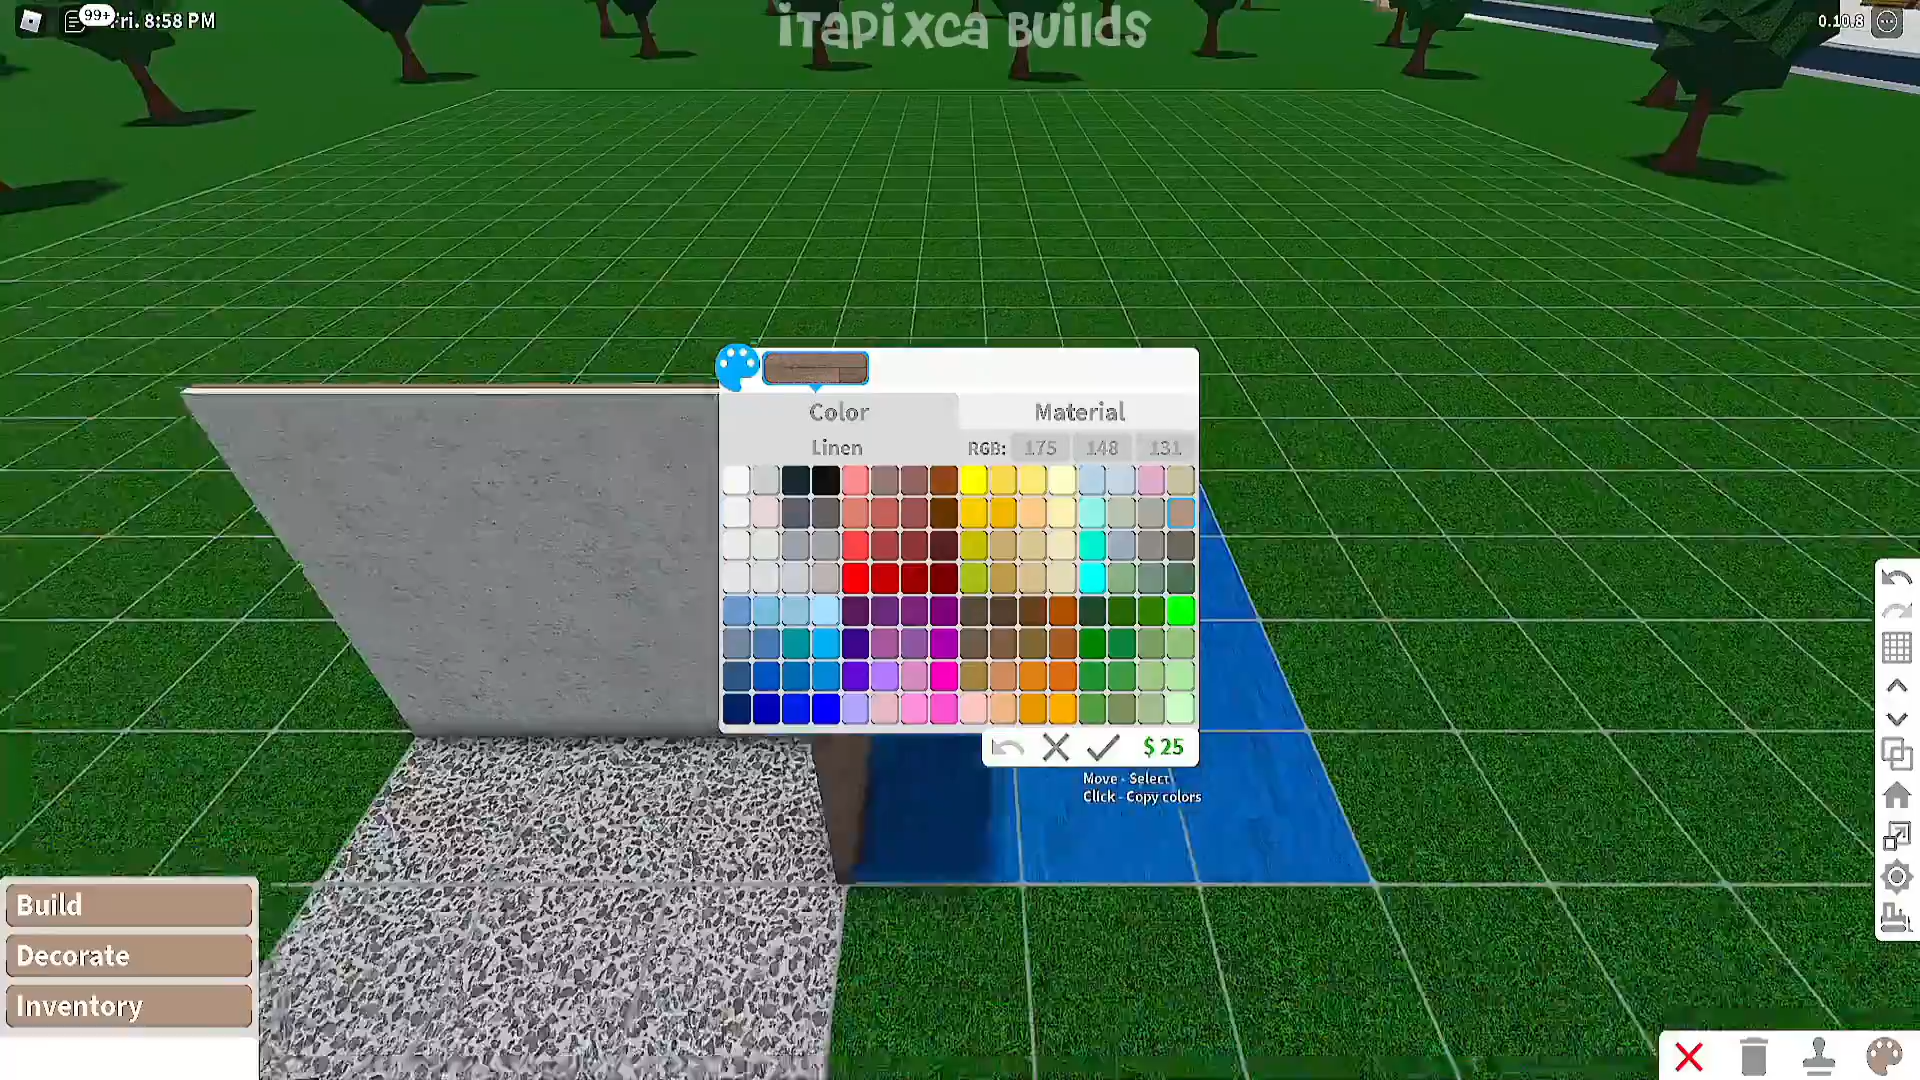 99+
Fri. 8:58 PM
iTapixca Builds
0.10.8
Color
Material
Linen
RGB: 175 148 131
$ 25
Move - Select
Click - Copy colors
Build
Decorate
Inventory